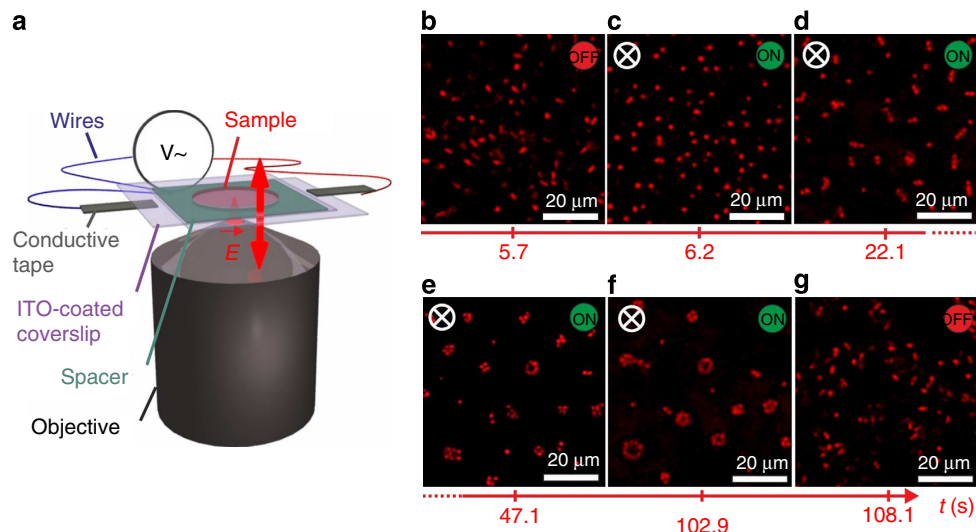 a
Wires
V~
Sample
E
Conductive
tape
ITO-coated
coverslip
Spacer
Objective
b
OFF
20 μm
c
ON
20 μm
d
ON
20 μm
5.7
6.2
22.1
e
ON
20 μm
f
ON
20 μm
g
OFF
20 μm
47.1
102.9
108.1
t (s)